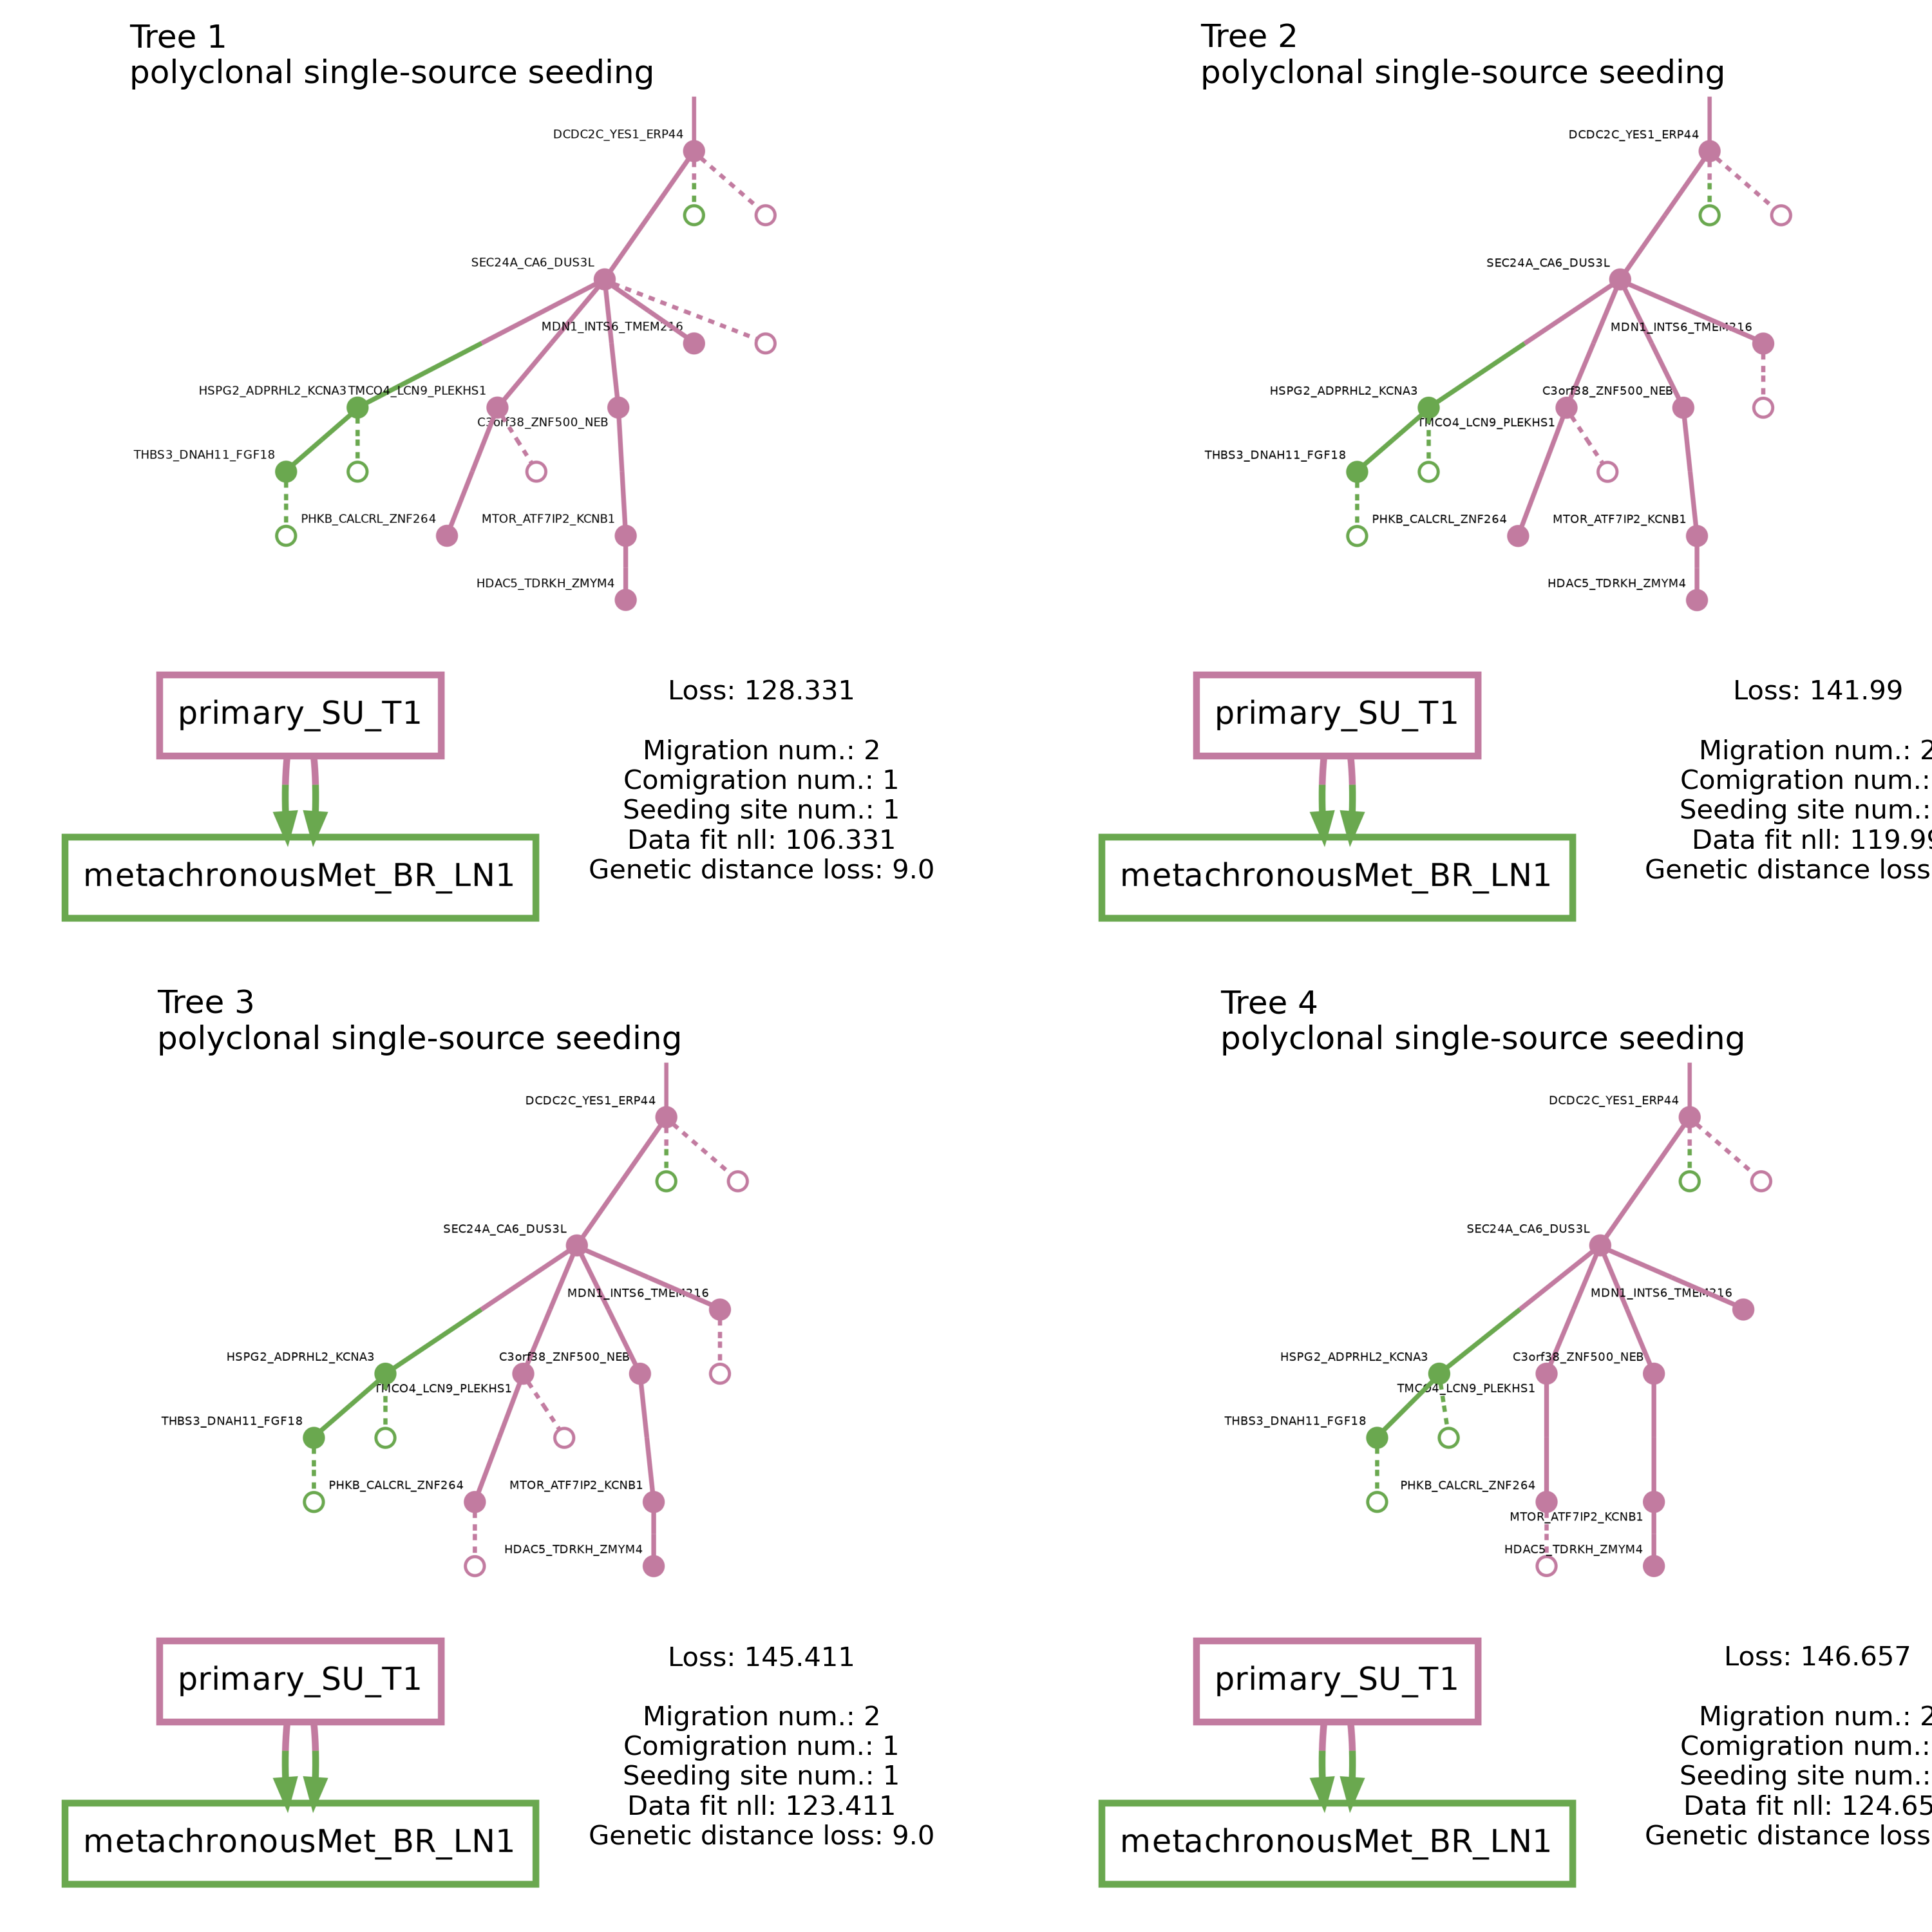 Tree 1
polyclonal single-source seeding
DCDC2C_YES1_ERP44
SEC24A_CA6_DUS3L
MDN1_INTS6_TMEM216
HSPG2_ADPRHL2_KCNA3
TMCO4_LCN9_PLEKHS1
C3orf38_ZNF500_NEB
THBS3_DNAH11_FGF18
PHKB_CALCRL_ZNF264
MTOR_ATF7IP2_KCNB1
HDAC5_TDRKH_ZMYM4
primary_SU_T1
metachronousMet_BR_LN1
Loss: 128.331
Migration num.: 2
Comigration num.: 1
Seeding site num.: 1
Data fit nll: 106.331
Genetic distance loss: 9.0
Tree 2
polyclonal single-source seeding
DCDC2C_YES1_ERP44
SEC24A_CA6_DUS3L
MDN1_INTS6_TMEM216
HSPG2_ADPRHL2_KCNA3
C3orf38_ZNF500_NEB
TMCO4_LCN9_PLEKHS1
THBS3_DNAH11_FGF18
PHKB_CALCRL_ZNF264
MTOR_ATF7IP2_KCNB1
HDAC5_TDRKH_ZMYM4
primary_SU_T1
metachronousMet_BR_LN1
Loss: 141.99
Migration num.: 2
Comigration num.:
Seeding site num.:
Data fit nll: 119.99
Genetic distance loss
Tree 3
polyclonal single-source seeding
DCDC2C_YES1_ERP44
SEC24A_CA6_DUS3L
MDN1_INTS6_TMEM216
HSPG2_ADPRHL2_KCNA3
C3orf38_ZNF500_NEB
TMCO4_LCN9_PLEKHS1
THBS3_DNAH11_FGF18
PHKB_CALCRL_ZNF264
MTOR_ATF7IP2_KCNB1
HDAC5_TDRKH_ZMYM4
primary_SU_T1
metachronousMet_BR_LN1
Loss: 145.411
Migration num.: 2
Comigration num.: 1
Seeding site num.: 1
Data fit nll: 123.411
Genetic distance loss: 9.0
Tree 4
polyclonal single-source seeding
DCDC2C_YES1_ERP44
SEC24A_CA6_DUS3L
MDN1_INTS6_TMEM216
HSPG2_ADPRHL2_KCNA3
C3orf38_ZNF500_NEB
TMCO4_LCN9_PLEKHS1
THBS3_DNAH11_FGF18
PHKB_CALCRL_ZNF264
MTOR_ATF7IP2_KCNB1
HDAC5_TDRKH_ZMYM4
primary_SU_T1
metachronousMet_BR_LN1
Loss: 146.657
Migration num.: 2
Comigration num.:
Seeding site num.:
Data fit nll: 124.65
Genetic distance loss